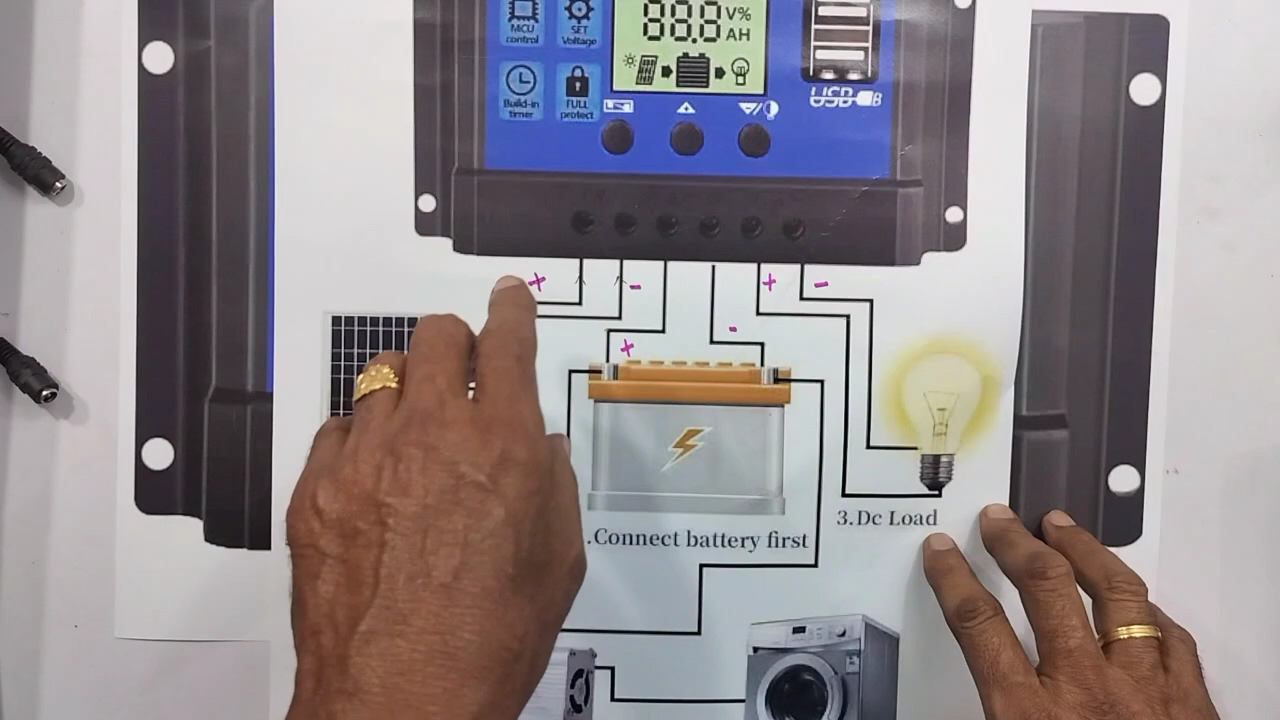 88.8 V%
AH
MCU
control
SET
Voltage
Build-in
timer
FULL
protect
USB
+ - + - + -
3.Dc Load
.Connect battery first